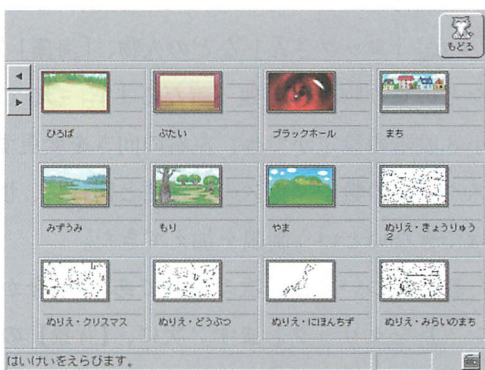 もどる
ひろば
ぶたい
ブラックホール
まち
みずうみ
もり
やま
ぬりえ・きょうりゅう
2
ぬりえ・クリスマス
ぬりえ・どうぶつ
ぬりえ・にほんちず
ぬりえ・みらいのまち
はいけいをえらびます。